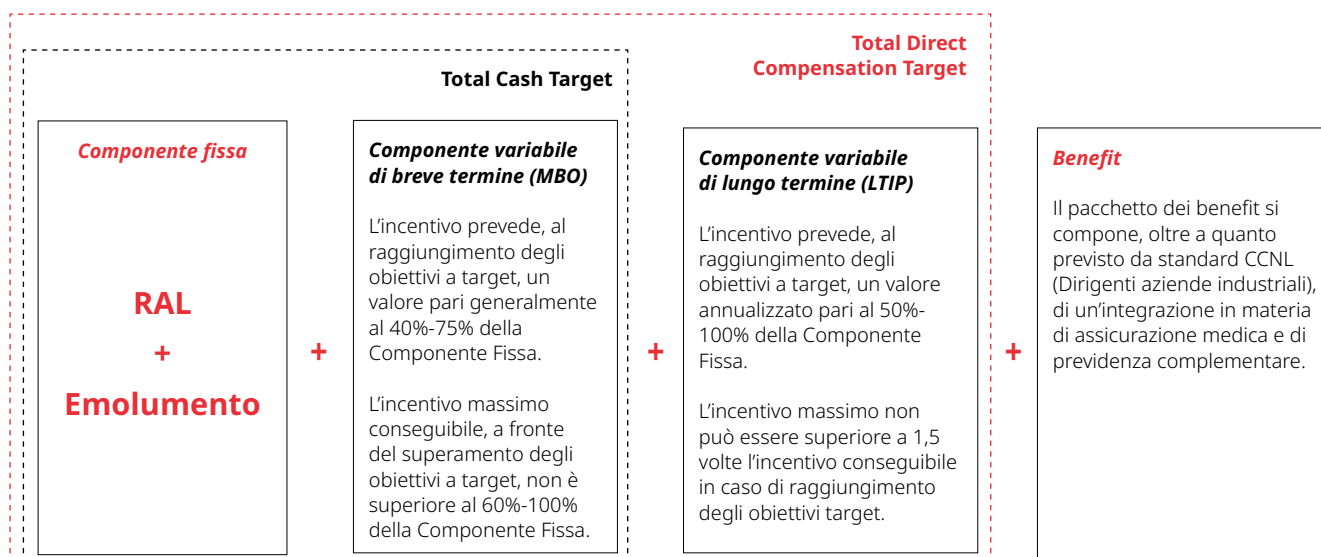 Total Direct
Compensation Target
Total Cash Target
Componente fissa
RAL
+
Emolumento
+
Componente variabile
di breve termine (MBO)
L'incentivo prevede, al
raggiungimento degli
obiettivi a target, un
valore pari generalmente
al 40%-75% della
Componente Fissa.
L'incentivo massimo
conseguibile, a fronte
del superamento degli
obiettivi a target, non è
superiore al 60%-100%
della Componente Fissa.
+
Componente variabile
di lungo termine (LTIP)
L'incentivo prevede, al
raggiungimento degli
obiettivi a target, un valore
annualizzato pari al 50%-
100% della Componente
Fissa.
L'incentivo massimo non
può essere superiore a 1,5
volte l'incentivo conseguibile
in caso di raggiungimento
degli obiettivi target.
+
Benefit
Il pacchetto dei benefit si
compone, oltre a quanto
previsto da standard CCNL
(Dirigenti aziende industriali),
di un'integrazione in materia
di assicurazione medica e di
previdenza complementare.